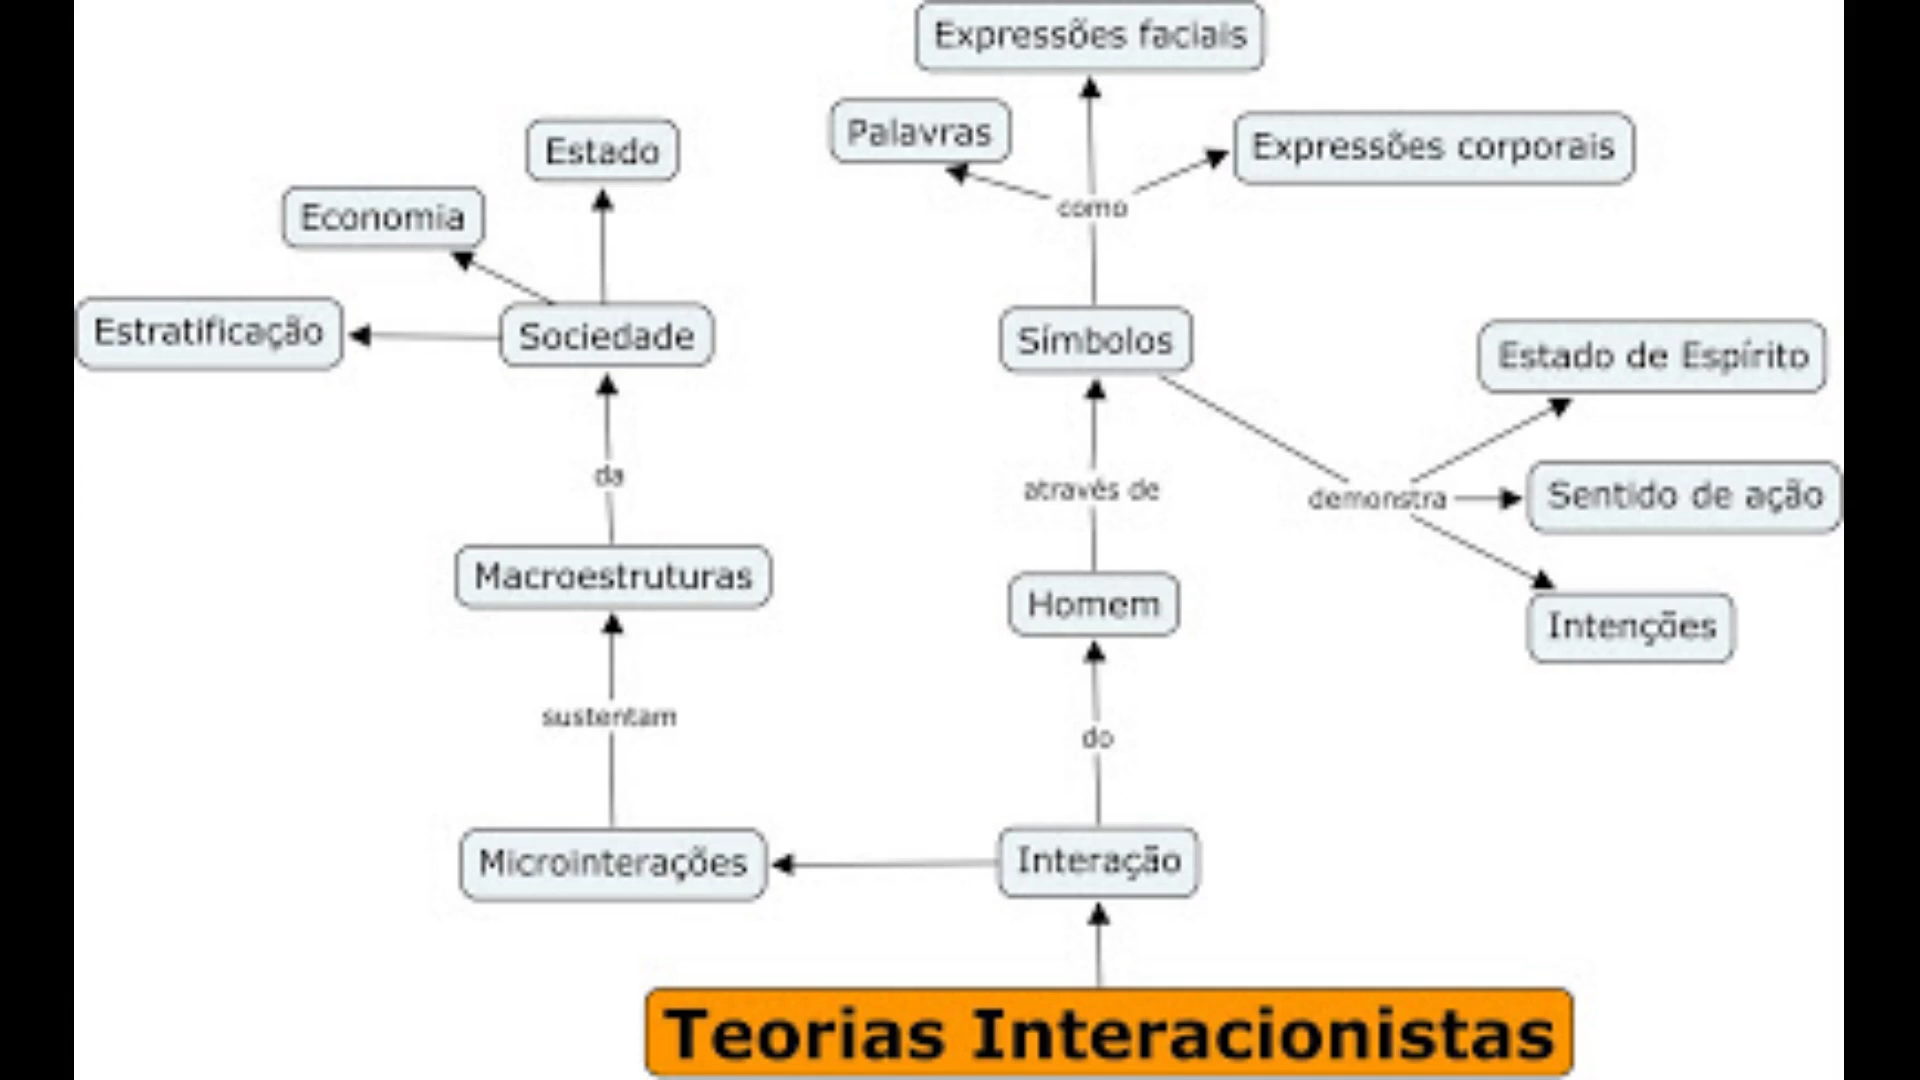 Expressões faciais
Palavras
Expressões corporais
Estado
Economia
como
Estratificação
Sociedade
Símbolos
Estado de Espírito
da
através de
demonstra
Sentido de ação
Macroestruturas
Homem
Intenções
sustentam
do
Microinterações
Interação
Teorias Interacionistas